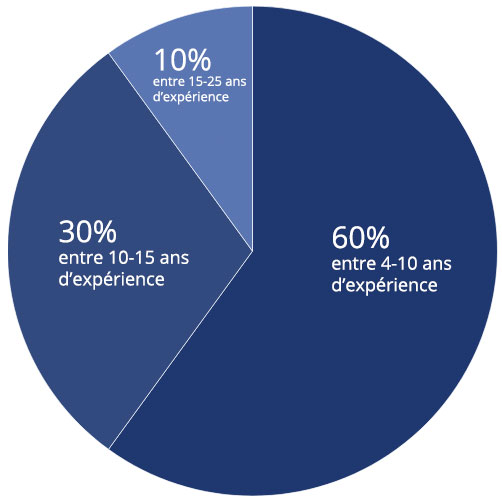 10%
entre 15-25 ans
d’expérience
30%
entre 10-15 ans
d’expérience
60%
entre 4-10 ans
d’expérience